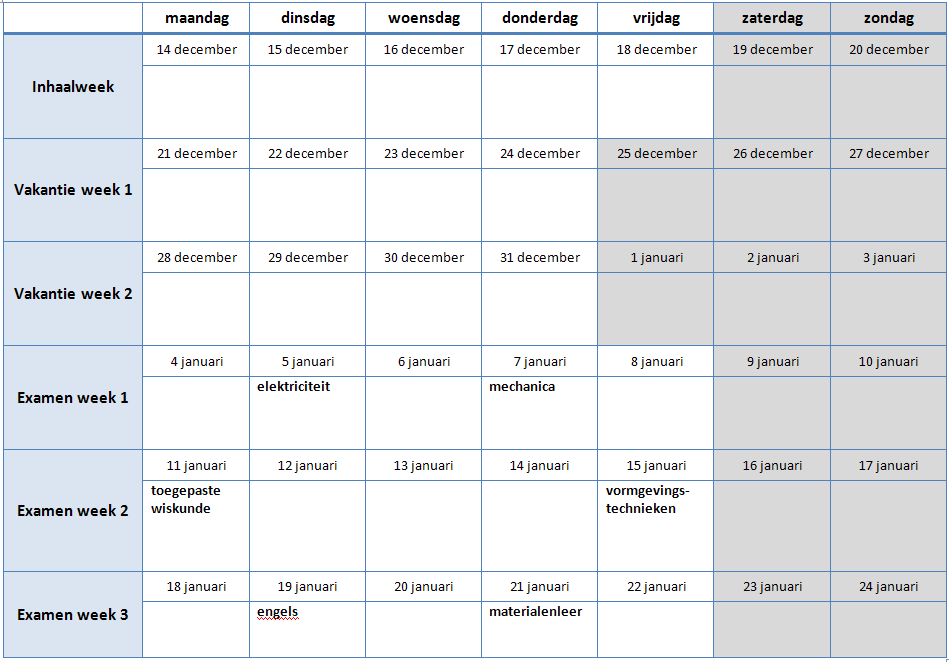 maandag dinsdag woensdag donderdag vrijdag zaterdag zondag
14 december 15 december 16 december 17 december 18 december 19 december 20 december
Inhaalweek
21 december 22 december 23 december 24 december 25 december 26 december 27 december
Vakantie week 1
28 december 29 december 30 december 31 december 1 januari 2 januari 3 januari
Vakantie week 2
4 januari 5 januari 6 januari 7 januari 8 januari 9 januari 10 januari
elektriciteit mechanica
Examen week 1
11 januari 12 januari 13 januari 14 januari 15 januari 16 januari 17 januari
toegepaste vormgevings-
wiskunde technieken
Examen week 2
18 januari 19 januari 20 januari 21 januari 22 januari 23 januari 24 januari
engels materialenleer
Examen week 3